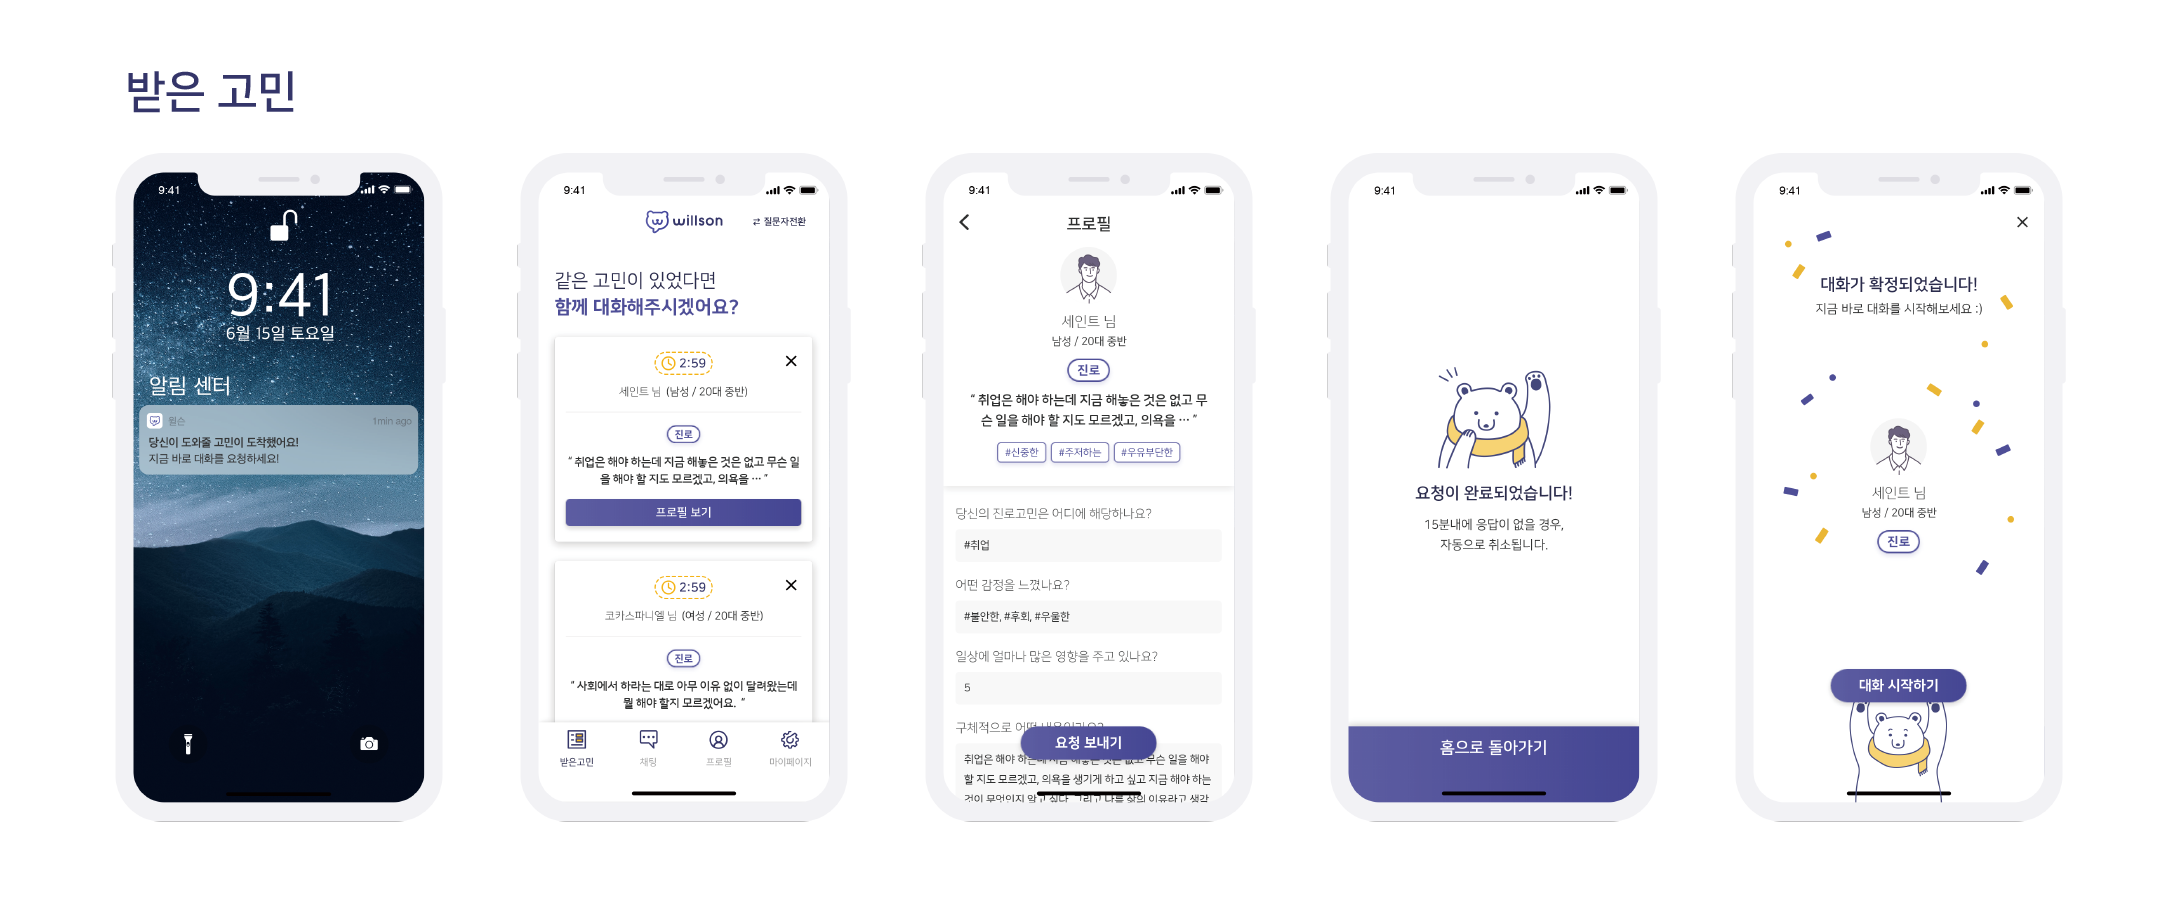 받은 고민
9:41
9:41
6월 15일 토요일
알림 센터
윌슨
1min ago
당신이 도와줄 고민이 도착했어요!
지금 바로 대화를 요청하세요!
9:41
willson
질문자전환
같은 고민이 있었다면
함께 대화해주시겠어요?
2:59
세인트 님 (남성 / 20대 중반)
진로
“ 취업은 해야 하는데 지금 해놓은 것은 없고 무슨 일
을 해야 할 지도 모르겠고, 의욕을 ··· ”
프로필 보기
2:59
코카스파니엘 님 (여성 / 20대 중반)
진로
“ 사회에서 하라는 대로 아무 이유 없이 달려왔는데
뭘 해야 할지 모르겠어요. “
받은고민
채팅
프로필
마이페이지
9:41
프로필
세인트 님
남성 / 20대 중반
진로
“ 취업은 해야 하는데 지금 해놓은 것은 없고 무
슨 일을 해야 할 지도 모르겠고, 의욕을 ··· ”
#신중한
#주저하는
#우유부단한
당신의 진로고민은 어디에 해당하나요?
#취업
어떤 감정을 느꼈나요?
#불안한, #후회, #우울한
일상에 얼마나 많은 영향을 주고 있나요?
5
구체적으로 어떤
요청 보내기
취업은 해야 무슨 일을 해야
할 지도 모르겠고, 의욕을 생기게 하고 싶고 지금 해야 하는
것이 무엇인지 알고 싶다. 그리고 나를 삶의 이유라고 생각
9:41
요청이 완료되었습니다!
15분내에 응답이 없을 경우,
자동으로 취소됩니다.
홈으로 돌아가기
9:41
대화가 확정되었습니다!
지금 바로 대화를 시작해보세요 :)
세인트 님
남성 / 20대 중반
진로
대화 시작하기